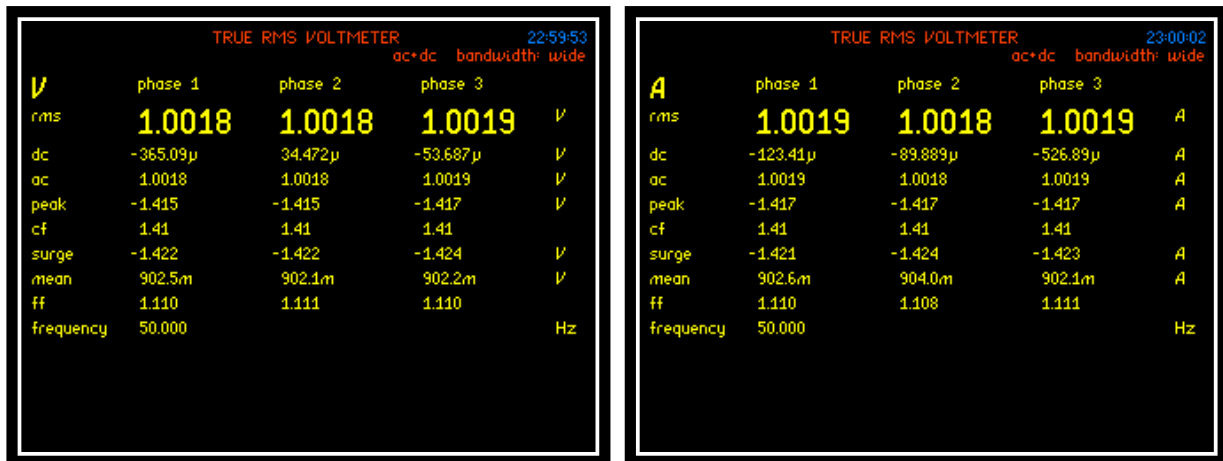 TRUE RMS VOLTMETER 22:59:53
ac+dc bandwidth: wide
V phase 1 phase 2 phase 3
rms 1.0018 1.0018 1.0019 V
dc -365.09µ 34.472µ -53.687µ V
ac 1.0018 1.0018 1.0019 V
peak -1.415 -1.415 -1.417 V
cf 1.41 1.41 1.41
surge -1.422 -1.422 -1.424 V
mean 902.5m 902.1m 902.2m V
ff 1.110 1.111 1.110
frequency 50.000 Hz
TRUE RMS VOLTMETER 23:00:02
ac+dc bandwidth: wide
A phase 1 phase 2 phase 3
rms 1.0019 1.0018 1.0019 A
dc -123.41µ -89.889µ -526.89µ A
ac 1.0019 1.0018 1.0019 A
peak -1.417 -1.417 -1.417 A
cf 1.41 1.41 1.41
surge -1.421 -1.424 -1.423 A
mean 902.6m 904.0m 902.1m A
ff 1.110 1.108 1.111
frequency 50.000 Hz